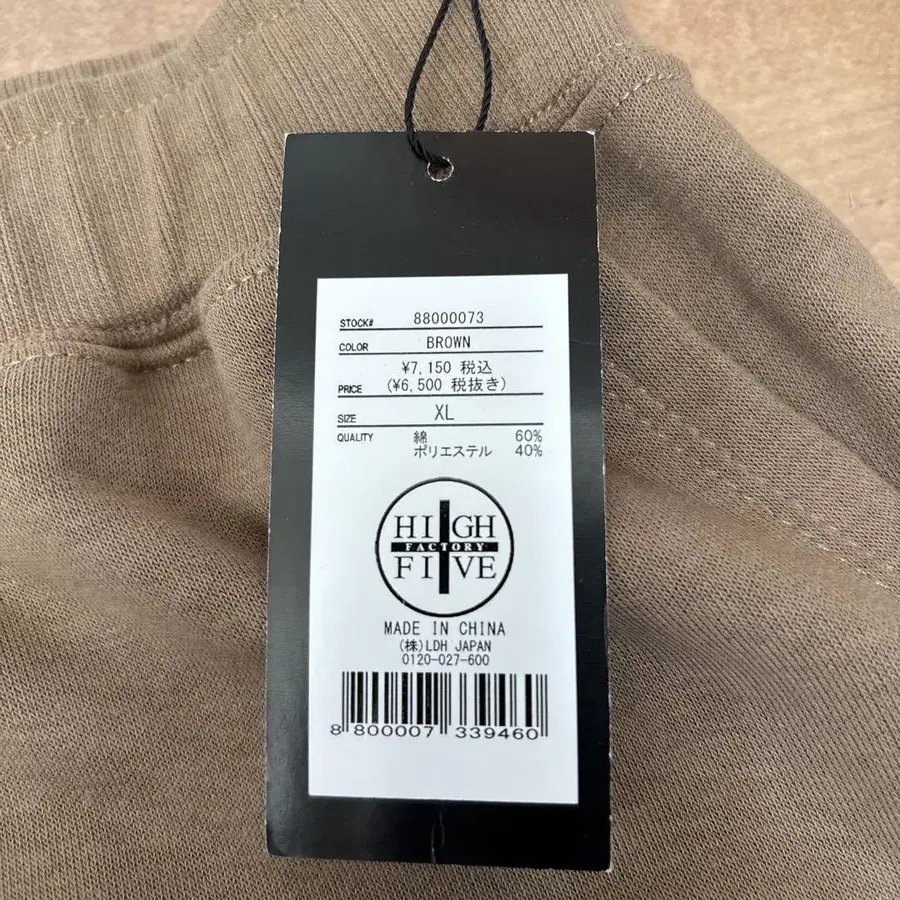 STOCK# 88000073
COLOR BROWN
¥7,150 税込
PRICE (¥6,500 税抜き)
SIZE XL
QUALITY 綿 60%
ポリエステル 40%
HIGH
FACTORY
FIVE
MADE IN CHINA
(株)LDH JAPAN
0120-027-600
8 800007 339460